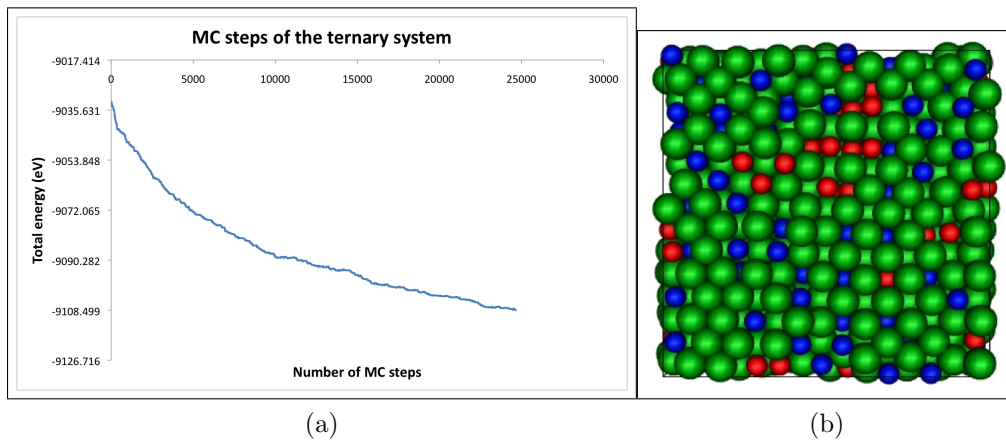 MC steps of the ternary system
-9017.414
0 5000 10000 15000 20000 25000 30000
-9035.631
-9053.848
-9072.065
-9090.282
-9108.499
-9126.716
Total energy (eV)
Number of MC steps
(a) (b)